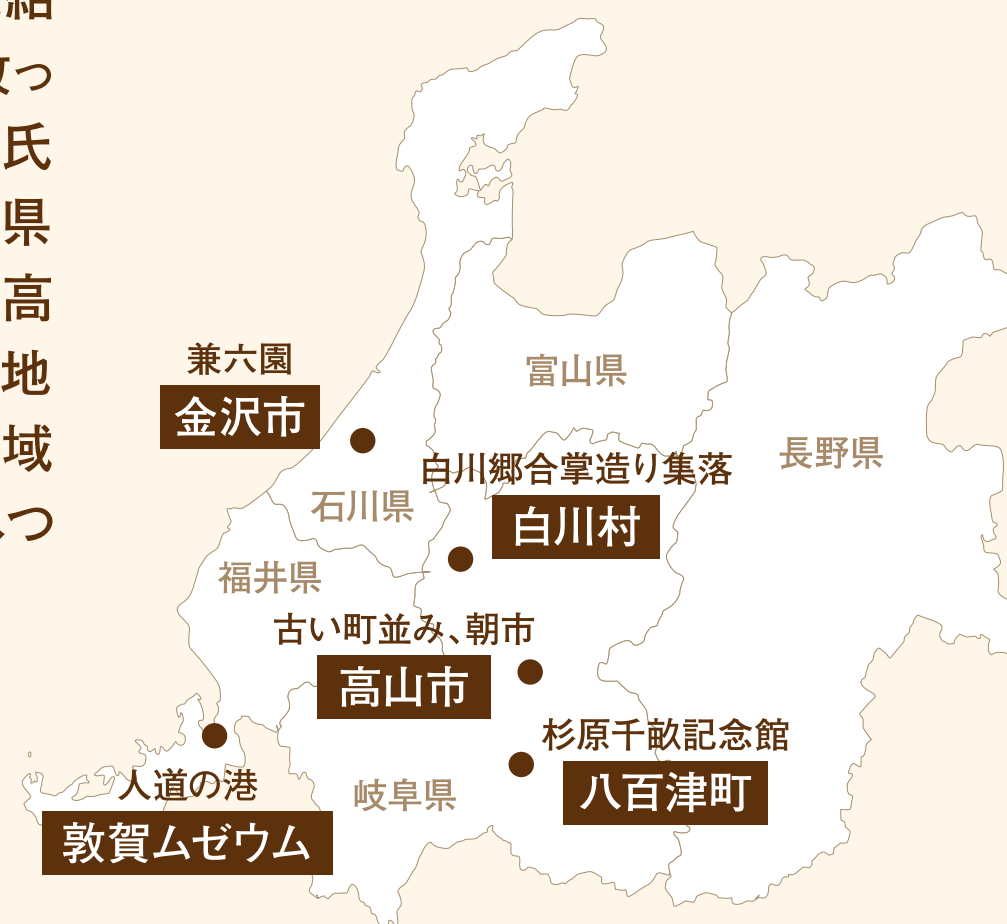 結
っ
氏
県
高
地
域
つ
兼六園
金沢市
富山県
長野県
白川郷合掌造り集落
白川村
石川県
福井県
古い町並み、朝市
高山市
杉原千畝記念館
八百津町
岐阜県
人道の港
敦賀ムゼウム